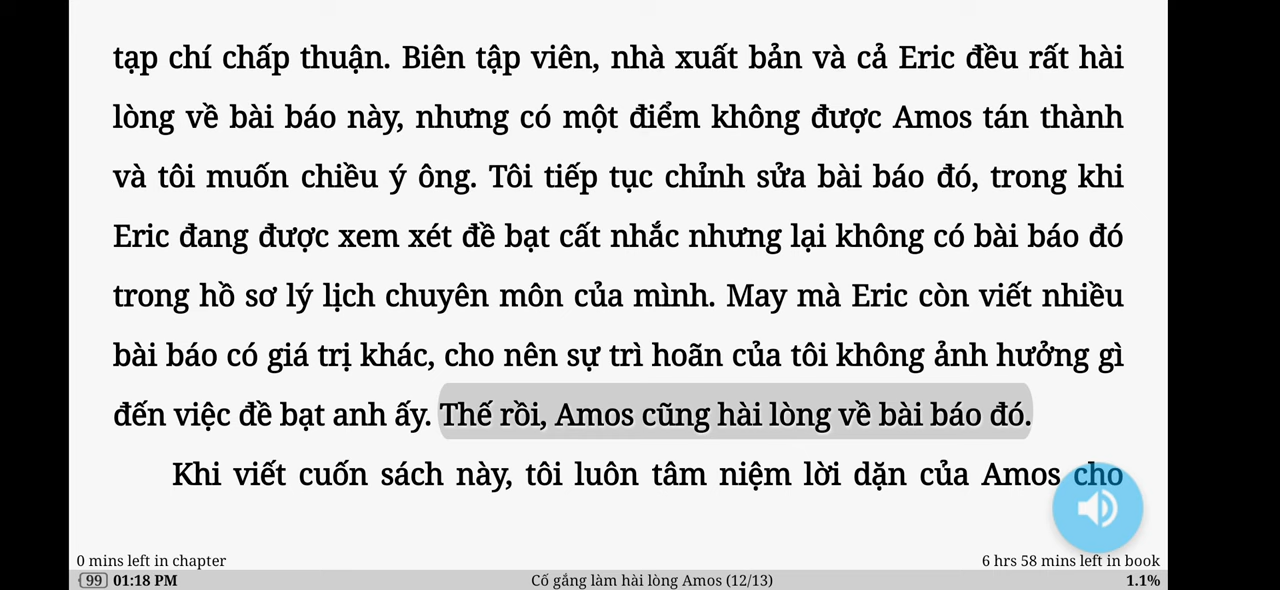 tạp chí chấp thuận. Biên tập viên, nhà xuất bản và cả Eric đều rất hài
lòng về bài báo này, nhưng có một điểm không được Amos tán thành
và tôi muốn chiều ý ông. Tôi tiếp tục chỉnh sửa bài báo đó, trong khi
Eric đang được xem xét đề bạt cất nhắc nhưng lại không có bài báo đó
trong hồ sơ lý lịch chuyên môn của mình. May mà Eric còn viết nhiều
bài báo có giá trị khác, cho nên sự trì hoãn của tôi không ảnh hưởng gì
đến việc đề bạt anh ấy. Thế rồi, Amos cũng hài lòng về bài báo đó.
Khi viết cuốn sách này, tôi luôn tâm niệm lời dặn của Amos cho
0 mins left in chapter 6 hrs 58 mins left in book
99 01:18 PM Cố gắng làm hài lòng Amos (12/13) 1.1%